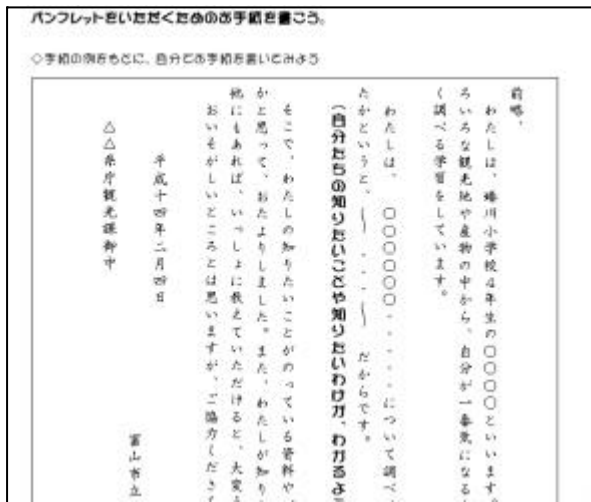 パンフレットをいただくためのお手紙を書こう。
◇手紙の例をもとに、自分でお手紙を書いてみよう
前略、
わたしは、蜷川小学校4年生の〇〇〇といいます。
ろいろな観光地や産物の中から、自分が一番気になる
く調べる学習をしています。
わたしは、〇〇〇〇〇・・・・・について調べ
たかというと、〜・・・〜だからです。
(自分たちの知りたいことや知りたいわけが、わかるよ
そこで、わたしの知りたいことがのっている資料や
かと思って、おたよりしました。また、わたしが知り
他にもあれば、いっしょに教えていただけると、大変う
おいそがしいところとは思いますが、ご協力くださ
平成十四年二月四日
富山市立
△△県庁観光課御中